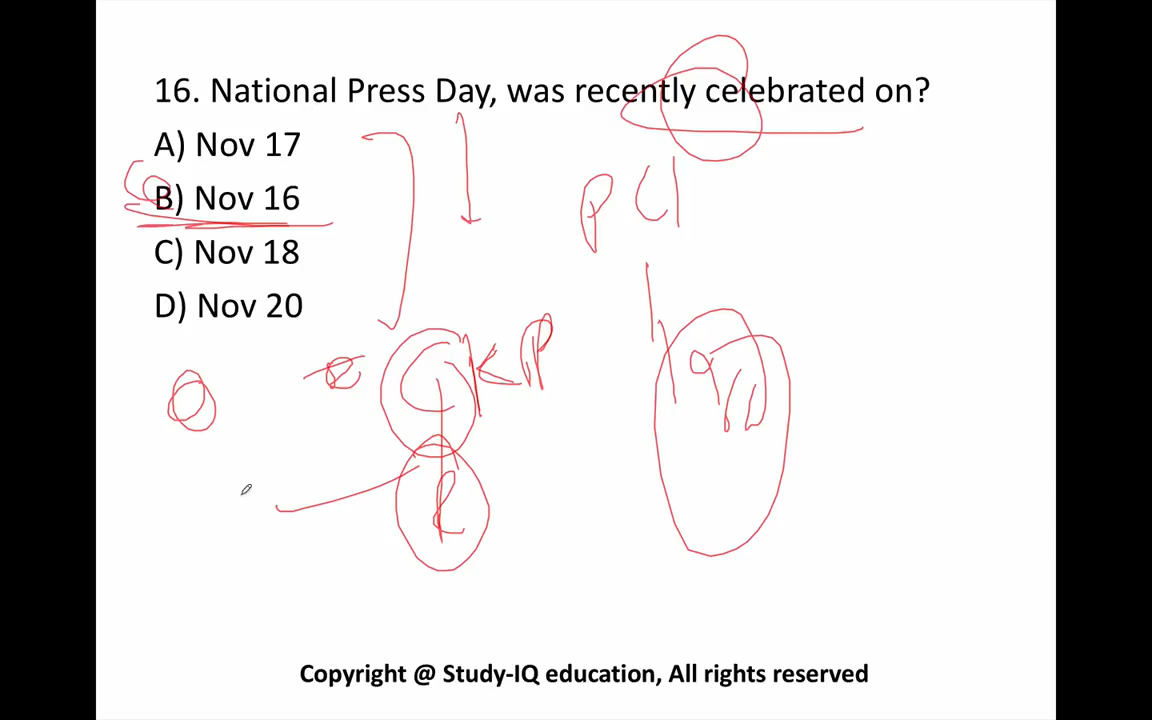 16. National Press Day, was recently celebrated on?
A) Nov 17
B) Nov 16
PCI
C) Nov 18
D) Nov 20
Copyright @ Study-IQ education, All rights reserved